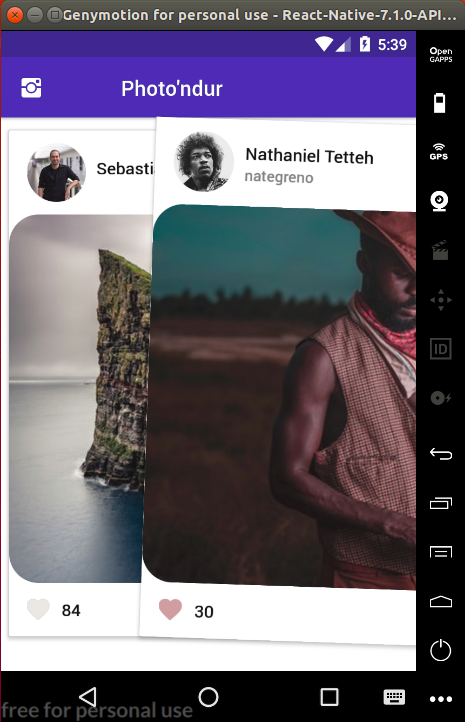 Genymotion for personal use - React-Native-7.1.0-API...
5:39
Open
GAPPS
Photo'ndur
Sebasti
Nathaniel Tetteh
nategreno
GPS
ID
84
30
free for personal use